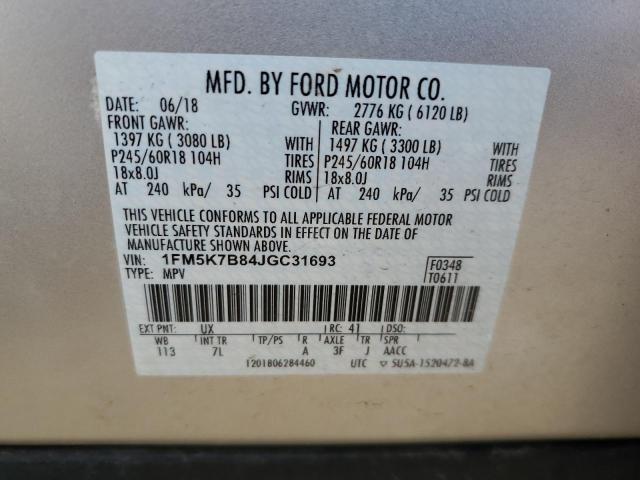 MFD. BY FORD MOTOR CO.
DATE: 06/18 GVWR: 2776 KG ( 6120 LB)
FRONT GAWR: REAR GAWR:
1397 KG ( 3080 LB) WITH 1497 KG ( 3300 LB) WITH
P245/60R18 104H TIRES P245/60R18 104H TIRES
18x8.0J RIMS 18x8.0J RIMS
AT 240 kPa/ 35 PSI COLD AT 240 kPa/ 35 PSI COLD
THIS VEHICLE CONFORMS TO ALL APPLICABLE FEDERAL MOTOR
VEHICLE SAFETY STANDARDS IN EFFECT ON THE DATE OF
MANUFACTURE SHOWN ABOVE.
VIN: 1FM5K7B84JGC31693 F0348
TYPE: MPV T0611
EXT PNT: UX RC: 41 DSO:
WB INT TR TP/PS R AXLE TR SPR
113 7L A 3F J AACC
1201806284460 UTC ▽ SU5A-1520472-8A